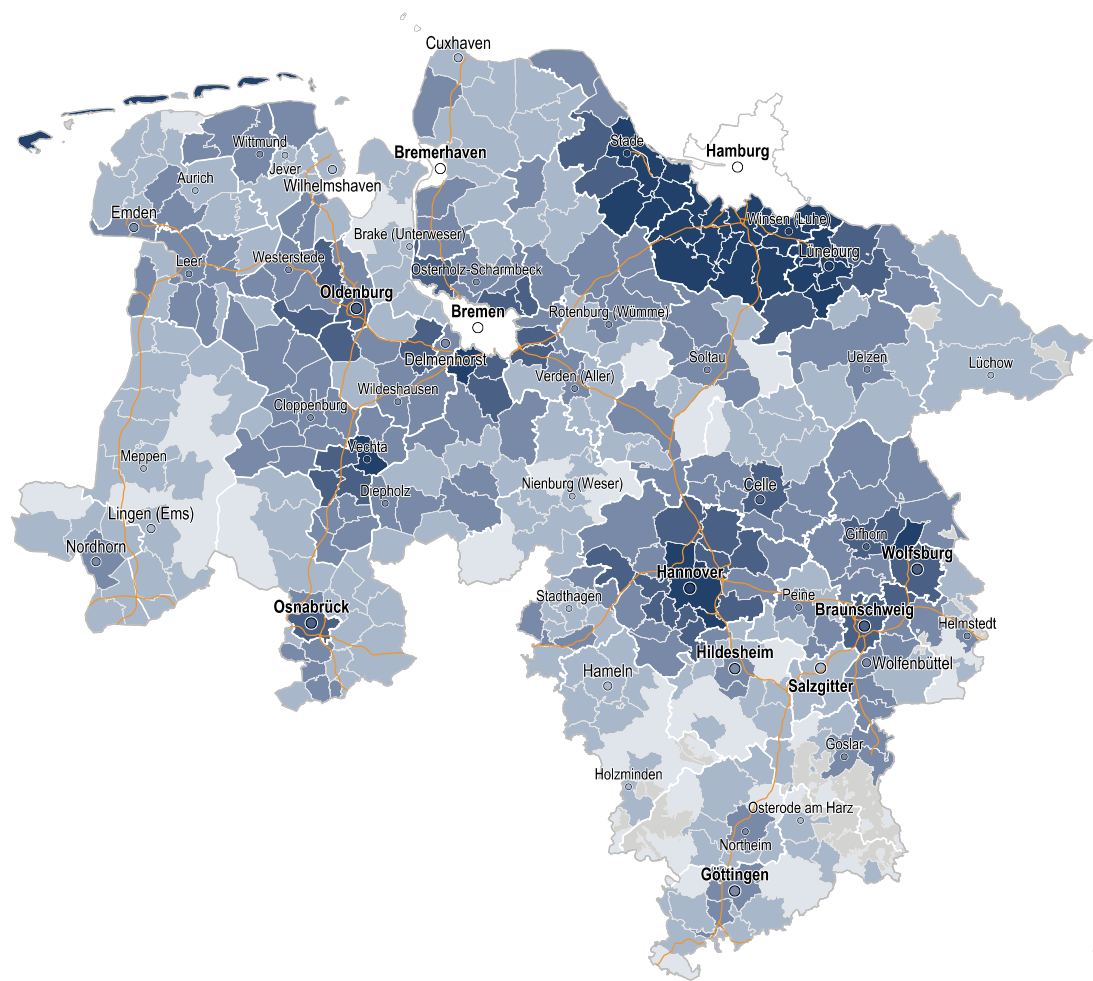 Cuxhaven
Stade
Hamburg
Wittmund
Bremerhaven
Jever
Aurich
Wilhelmshaven
Emden
Winsen (Luhe)
Brake (Unterweser)
Lüneburg
Leer
Westerstede
Osterholz-Scharmbeck
Oldenburg
Bremen
Rotenburg (Wümme)
Delmenhorst
Soltau
Uelzen
Lüchow
Verden (Aller)
Wildeshausen
Cloppenburg
Vechta
Meppen
Diepholz
Nienburg (Weser)
Celle
Lingen (Ems)
Gifhorn
Nordhorn
Wolfsburg
Hannover
Stadthagen
Peine
Osnabrück
Braunschweig
Helmstedt
Hildesheim
Wolfenbüttel
Hameln
Salzgitter
Goslar
Holzminden
Osterode am Harz
Northeim
Göttingen